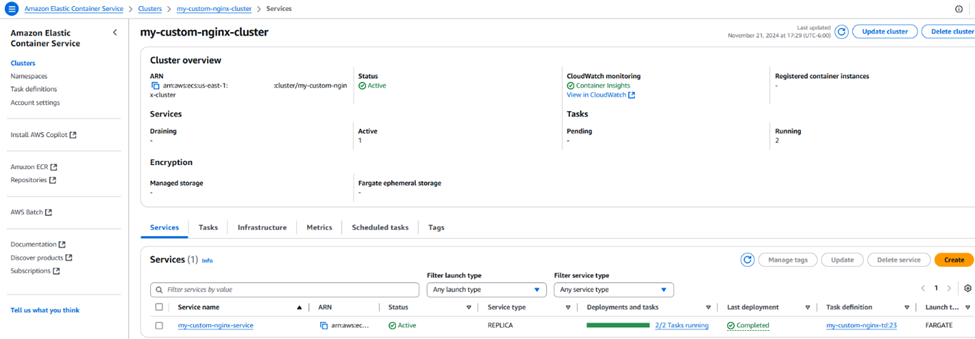 Amazon Elastic Container Service > Clusters > my-custom-nginx-cluster > Services
Amazon Elastic
Container Service
Clusters
Namespaces
Task definitions
Account settings
Install AWS Copilot
Amazon ECR
Repositories
AWS Batch
Documentation
Discover products
Subscriptions
Tell us what you think
my-custom-nginx-cluster
Last updated
November 21, 2024 at 17:29 (UTC-6:00)
Update cluster
Delete cluster
Cluster overview
ARN
arn:aws:ecs:us-east-1: :cluster/my-custom-ngin
x-cluster
Status
Active
CloudWatch monitoring
Container Insights
View in CloudWatch
Registered container instances
-
Services
Draining
-
Active
1
Tasks
Pending
-
Running
2
Encryption
Managed storage
-
Fargate ephemeral storage
-
Services Tasks Infrastructure Metrics Scheduled tasks Tags
Services (1) Info
Manage tags Update Delete service Create
Filter launch type Filter service type
Filter services by value Any launch type Any service type
1
Service name ARN Status Service type Deployments and tasks Last deployment Task definition Launch t...
my-custom-nginx-service arn:aws:ec... Active REPLICA 2/2 Tasks running Completed my-custom-nginx-td:23 FARGATE